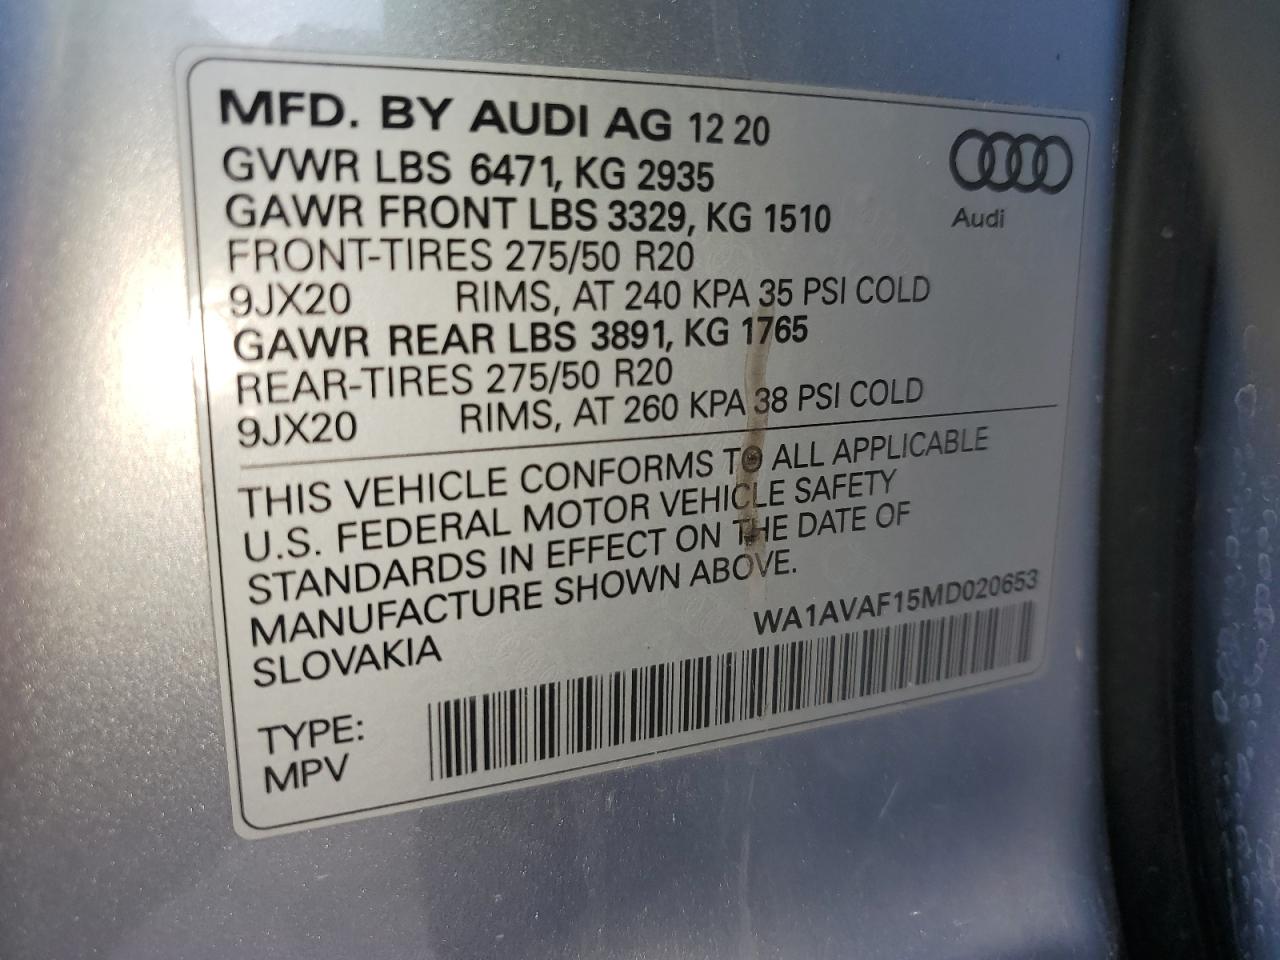 MFD. BY AUDI AG 12 20
GVWR LBS 6471, KG 2935
GAWR FRONT LBS 3329, KG 1510
FRONT-TIRES 275/50 R20
9JX20 RIMS, AT 240 KPA 35 PSI COLD
GAWR REAR LBS 3891, KG 1765
REAR-TIRES 275/50 R20
9JX20 RIMS, AT 260 KPA 38 PSI COLD
Audi
THIS VEHICLE CONFORMS TO ALL APPLICABLE
U.S. FEDERAL MOTOR VEHICLE SAFETY
STANDARDS IN EFFECT ON THE DATE OF
MANUFACTURE SHOWN ABOVE.
SLOVAKIA
WA1AVAF15MD020653
TYPE:
MPV